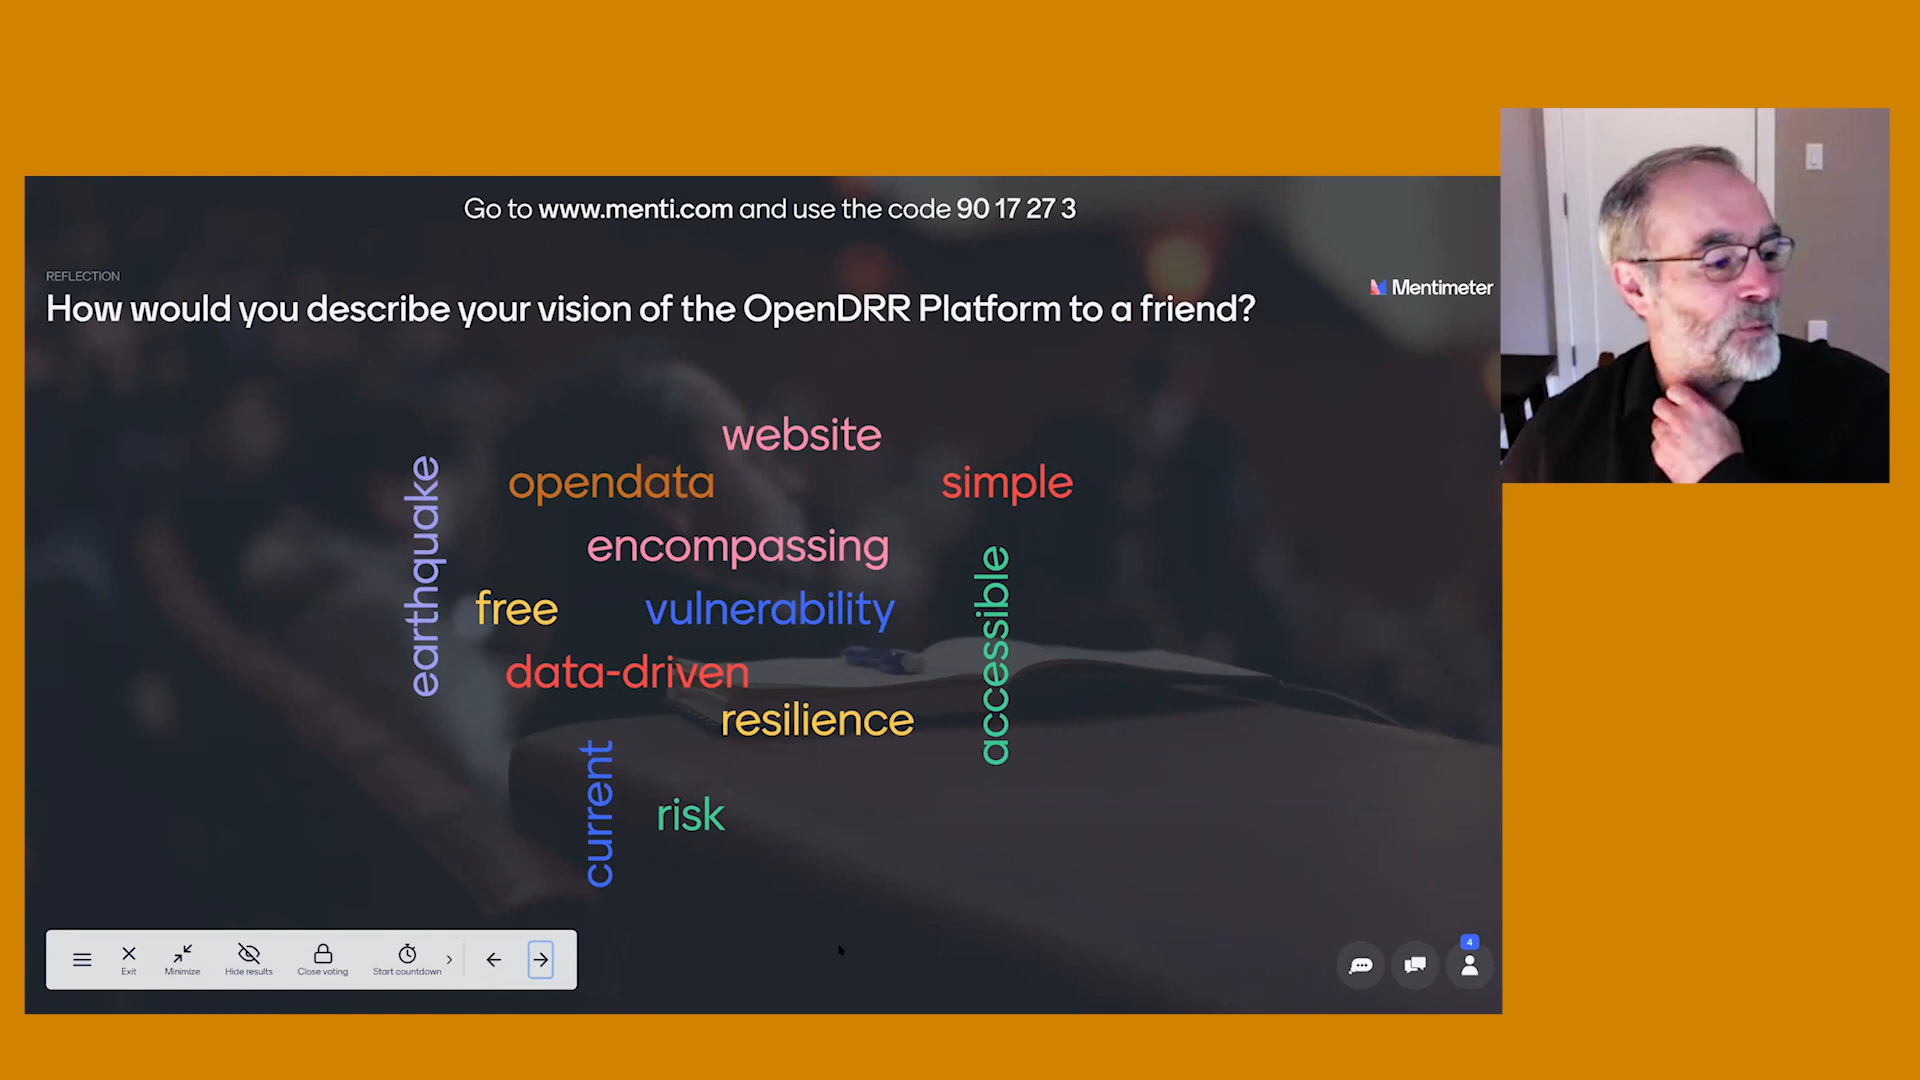 Go to www.menti.com and use the code 90 17 27 3
REFLECTION
Mentimeter
How would you describe your vision of the OpenDRR Platform to a friend?
website
opendata
simple
earthquake
encompassing
accessible
free
vulnerability
data-driven
resilience
current
risk
Exit
Minimize
Hide results
Close voting
Start countdown
4